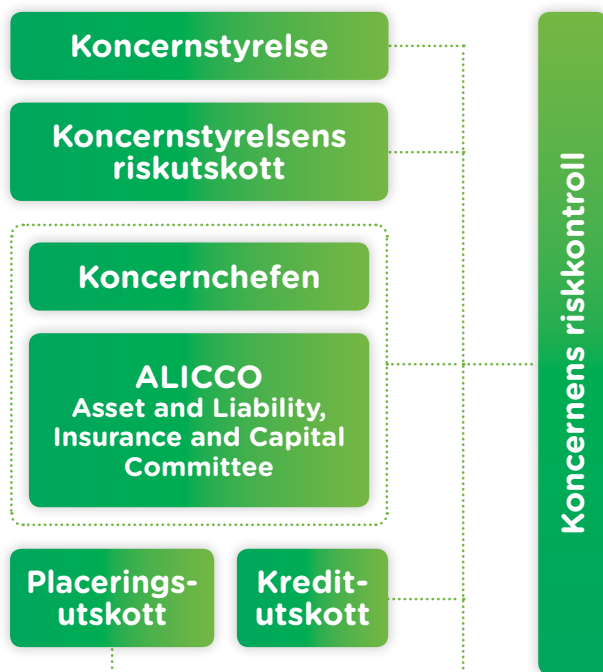 Koncernstyrelse
Koncernstyrelsens
riskutskott
Koncernchefen
ALICCO
Asset and Liability,
Insurance and Capital
Committee
Placerings-
utskott
Kredit-
utskott
Koncernens riskkontroll